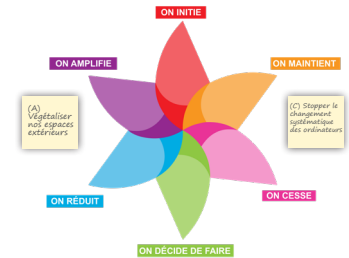 ON INITIE
ON AMPLIFIE
ON MAINTIENT
(A)
Végétaliser
nos espaces
extérieurs
(C) Stopper le
changement
systématique
des ordinateurs
ON RÉDUIT
ON CESSE
ON DÉCIDE DE FAIRE